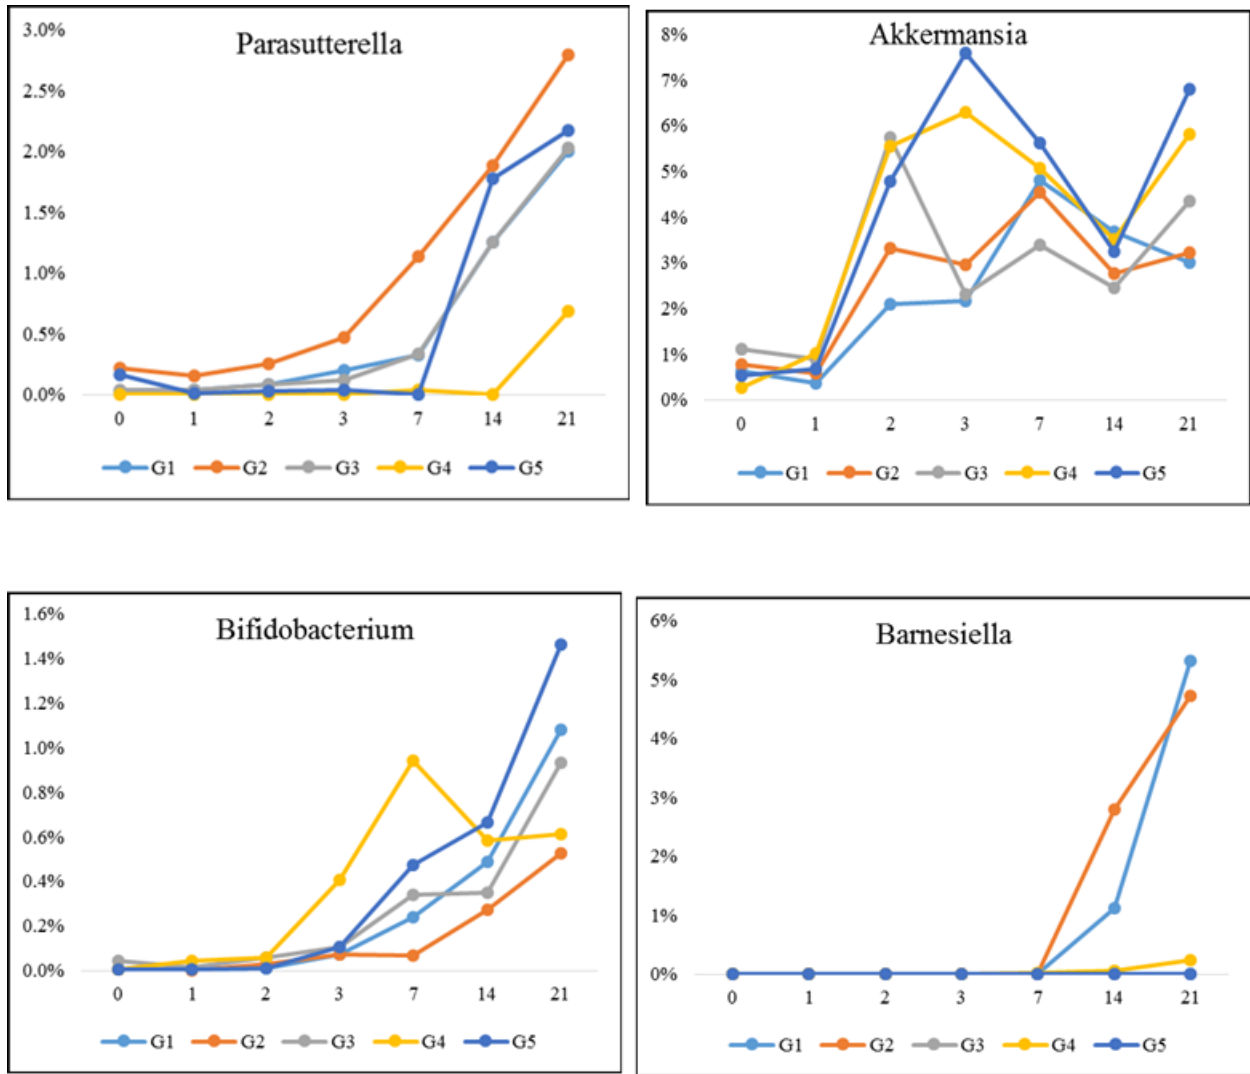 Parasutterella
3.0%
2.5%
2.0%
1.5%
1.0%
0.5%
0.0%
0 1 2 3 7 14 21
G1 G2 G3 G4 G5
Akkermansia
8%
7%
6%
5%
4%
3%
2%
1%
0%
0 1 2 3 7 14 21
G1 G2 G3 G4 G5
Bifidobacterium
1.6%
1.4%
1.2%
1.0%
0.8%
0.6%
0.4%
0.2%
0.0%
0 1 2 3 7 14 21
G1 G2 G3 G4 G5
Barnesiella
6%
5%
4%
3%
2%
1%
0%
0 1 2 3 7 14 21
G1 G2 G3 G4 G5